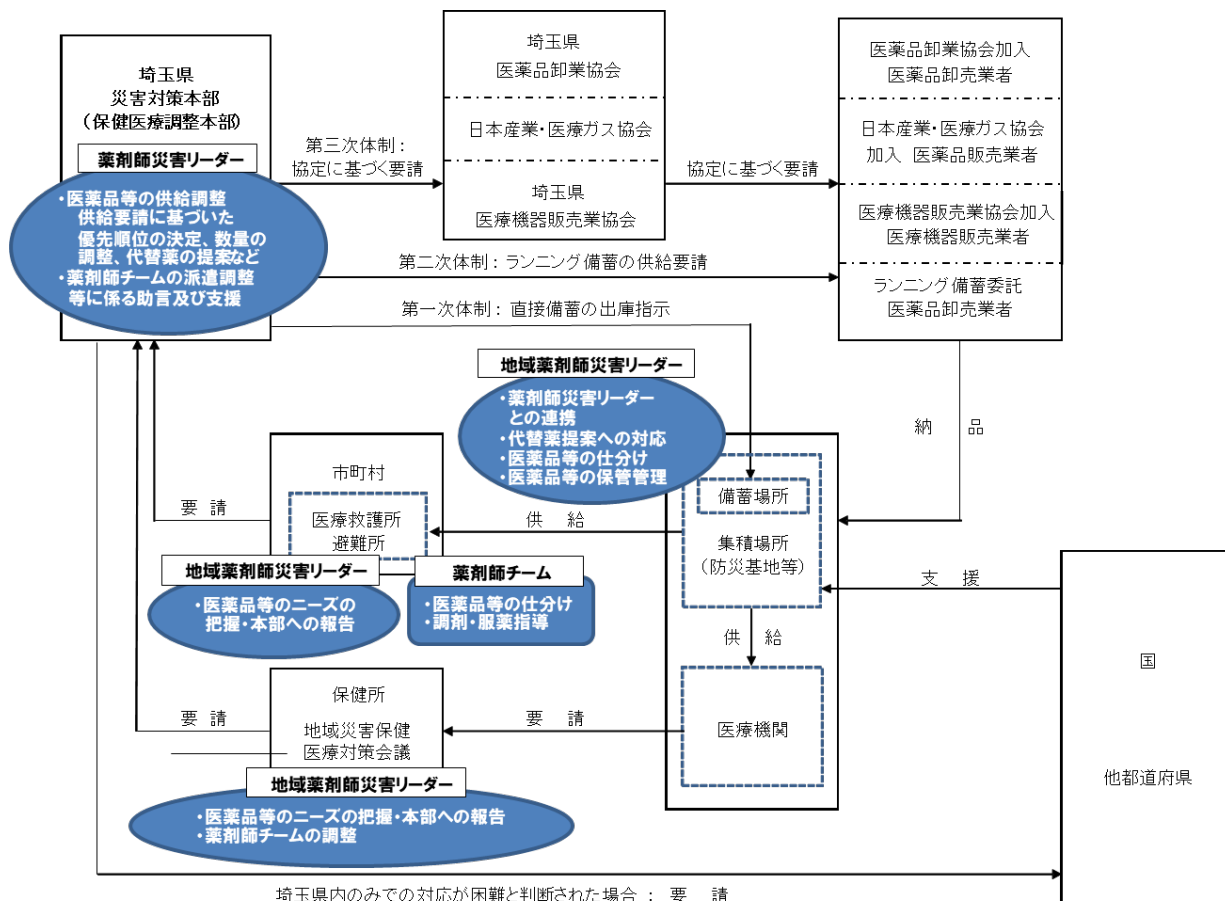 埼玉県
災害対策本部
（保健医療調整本部）
薬剤師災害リーダー
・医薬品等の供給調整
供給要請に基づいた
優先順位の決定、数量の
調整、代替薬の提案など
・薬剤師チームの派遣調整
等に係る助言及び支援
第三次体制：
協定に基づく要請
埼玉県
医薬品卸業協会
日本産業・医療ガス協会
埼玉県
医療機器販売業協会
協定に基づく要請
医薬品卸業協会加入
医薬品卸売業者
日本産業・医療ガス協会
加入 医薬品販売業者
医療機器販売業協会加入
医療機器販売業者
ランニング備蓄委託
医薬品卸売業者
第二次体制：ランニング備蓄の供給要請
第一次体制：直接備蓄の出庫指示
地域薬剤師災害リーダー
・薬剤師災害リーダー
との連携
・代替薬提案への対応
・医薬品等の仕分け
・医薬品等の保管管理
納 品
市町村
医療救護所
避難所
要 請
供 給
備蓄場所
集積場所
（防災基地等）
地域薬剤師災害リーダー
・医薬品等のニーズの
把握・本部への報告
薬剤師チーム
・医薬品等の仕分け
・調剤・服薬指導
支 援
供 給
国
他都道府県
保健所
地域災害保健
医療対策会議
要 請
要 請
医療機関
地域薬剤師災害リーダー
・医薬品等のニーズの把握・本部への報告
・薬剤師チームの調整
埼玉県内のみでの対応が困難と判断された場合 ： 要 請